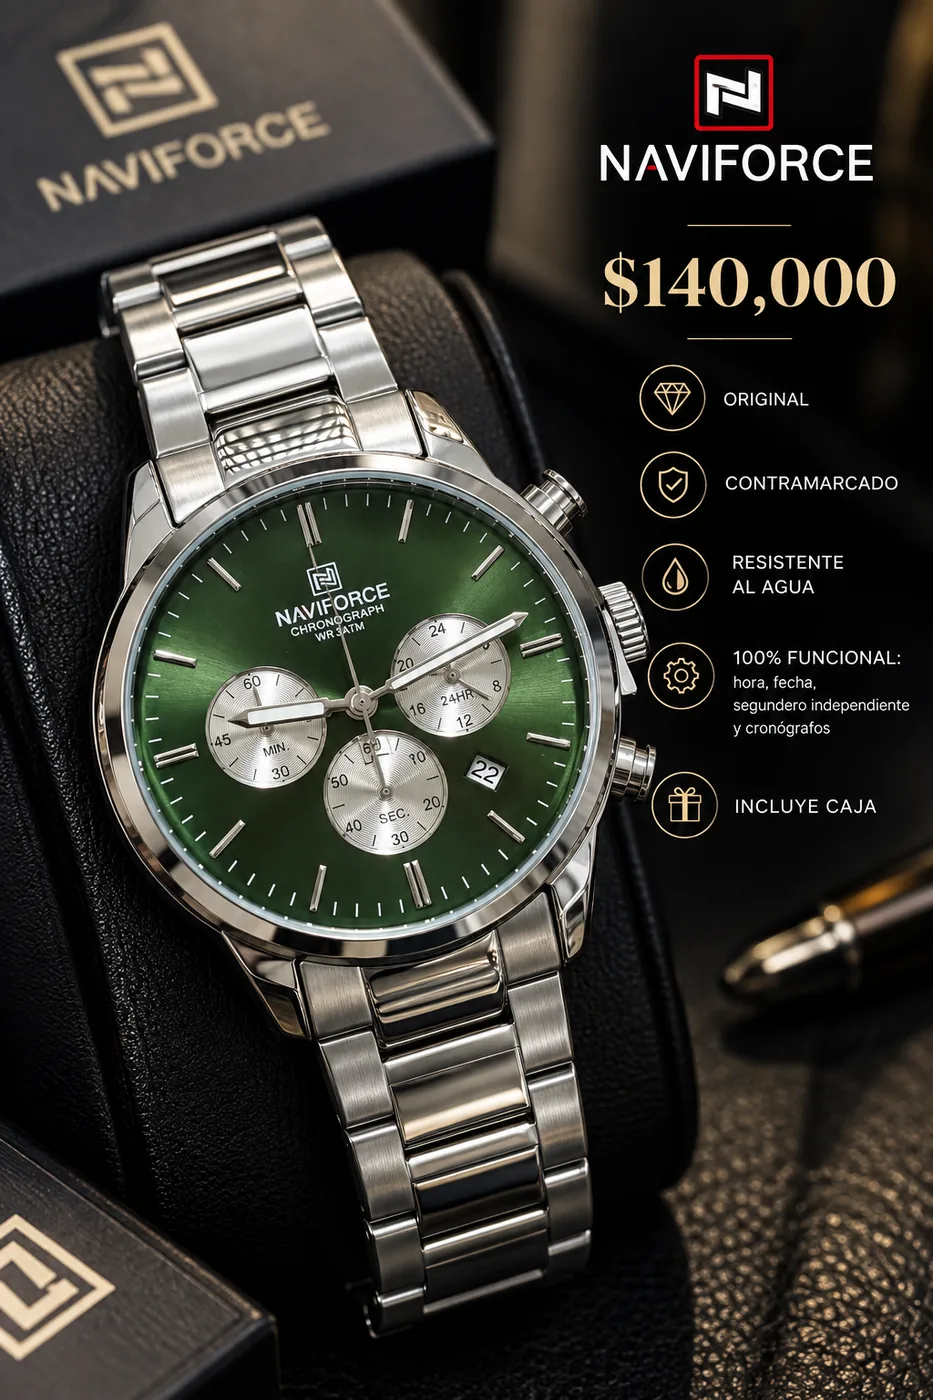 NAVIFORCE
NAVIFORCE
$140,000
ORIGINAL
CONTRAMARCADO
RESISTENTE
AL AGUA
100% FUNCIONAL:
hora, fecha,
segundero independiente
y cronógrafos
INCLUYE CAJA
NAVIFORCE
CHRONOGRAPH
WR 3ATM
60
45
30
MIN.
24
20
16
12
8
24HR
60
50
40
30
20
10
SEC.
22